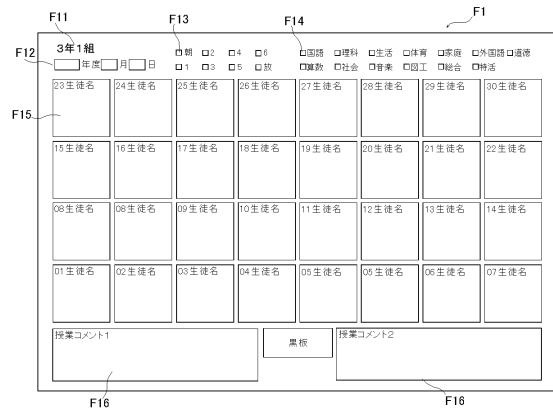 F11
F13
F14
F1
3年1組
□朝 □2 □4 □6
□国語 □理科 □生活 □体育 □家庭 □外国語 □道徳
F12
年度 月 日
□1 □3 □5 □放
□算数 □社会 □音楽 □図工 □総合 □特活
F15
23生徒名 24生徒名 25生徒名 26生徒名 27生徒名 28生徒名 29生徒名 30生徒名
15生徒名 16生徒名 17生徒名 18生徒名 19生徒名 20生徒名 21生徒名 22生徒名
08生徒名 08生徒名 09生徒名 10生徒名 11生徒名 12生徒名 13生徒名 14生徒名
01生徒名 02生徒名 03生徒名 04生徒名 05生徒名 05生徒名 06生徒名 07生徒名
授業コメント1
黒板
授業コメント2
F16
F16